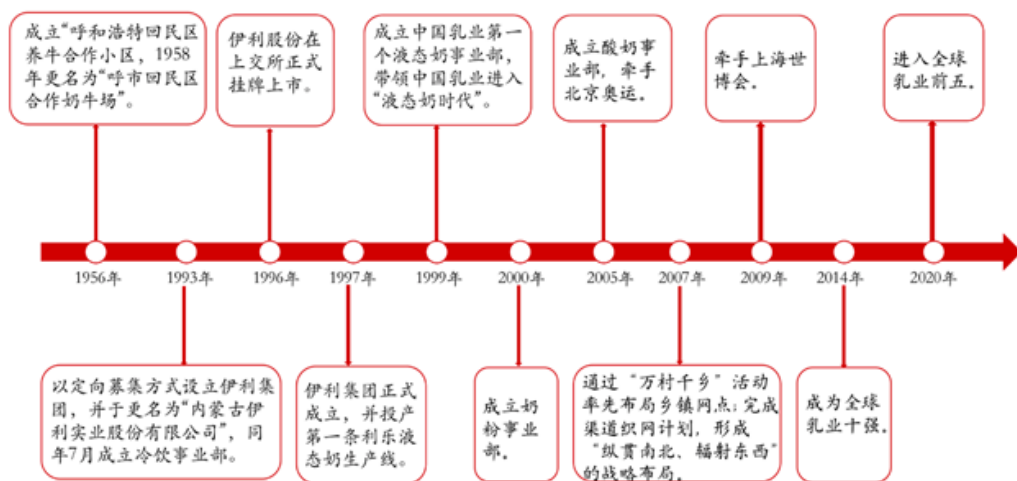 成立“呼和浩特回民区
养牛合作小区，1958
年更名为“呼市回民区
合作奶牛场”。
伊利股份在
上交所正式
挂牌上市。
成立中国乳业第一
个液态奶事业部，
带领中国乳业进入
“液态奶时代”。
成立酸奶事
业部，牵手
北京奥运。
牵手上海世
博会。
进入全球
乳业前五。
1956年
1993年
1996年
1997年
1999年
2000年
2005年
2007年
2009年
2014年
2020年
以定向募集方式设立伊利集
团，并于更名为“内蒙古伊
利实业股份有限公司”，同
年7月成立冷饮事业部。
伊利集团正式
成立，并投产
第一条利乐液
态奶生产线。
成立奶
粉事业
部。
通过“万村千乡”活动
率先布局乡镇网点；完成
渠道织网计划，形成
“纵贯南北、辐射东西”
的战略布局。
成为全球
乳业十强。